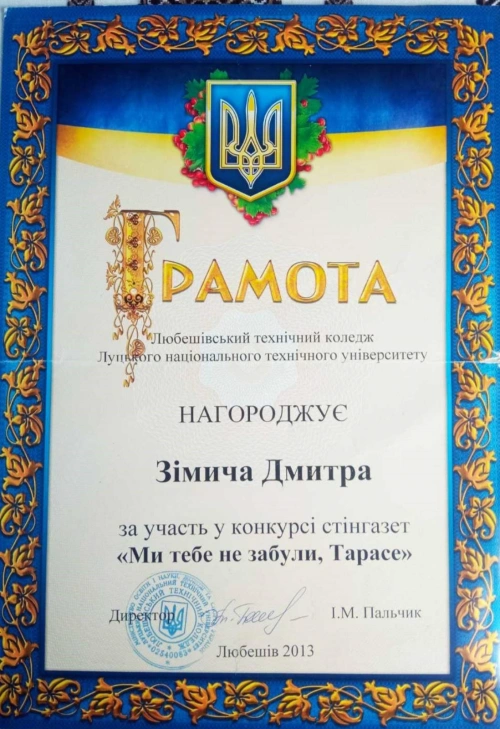 ГРАМОТА
Любешівський технічний коледж
Луцького національного технічного університету
НАГОРОДЖУЄ
Зімича Дмитра
за участь у конкурсі стінгазет
«Ми тебе не забули, Тарасе»
Директор І.М. Пальчик
Любешів 2013